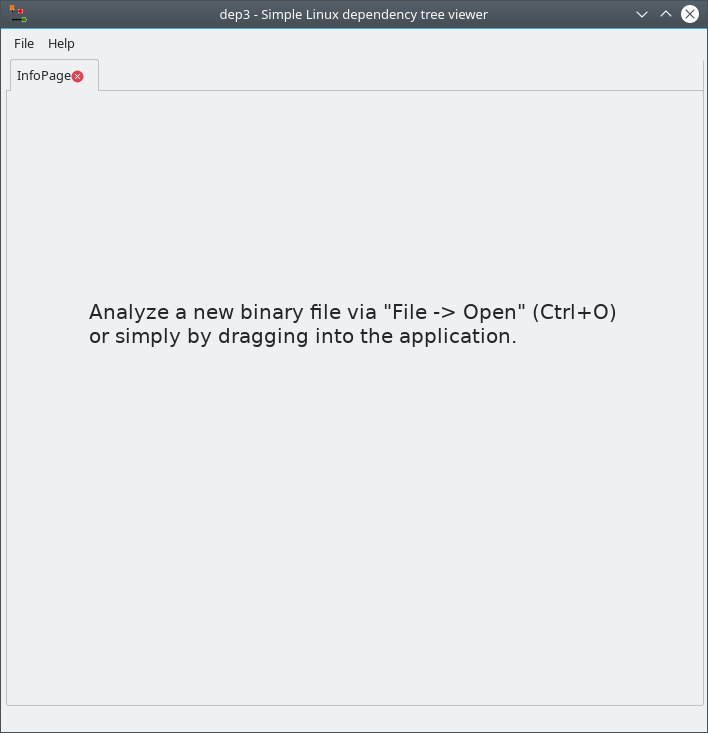 dep3 - Simple Linux dependency tree viewer
File Help
InfoPage
Analyze a new binary file via "File -> Open" (Ctrl+O)
or simply by dragging into the application.